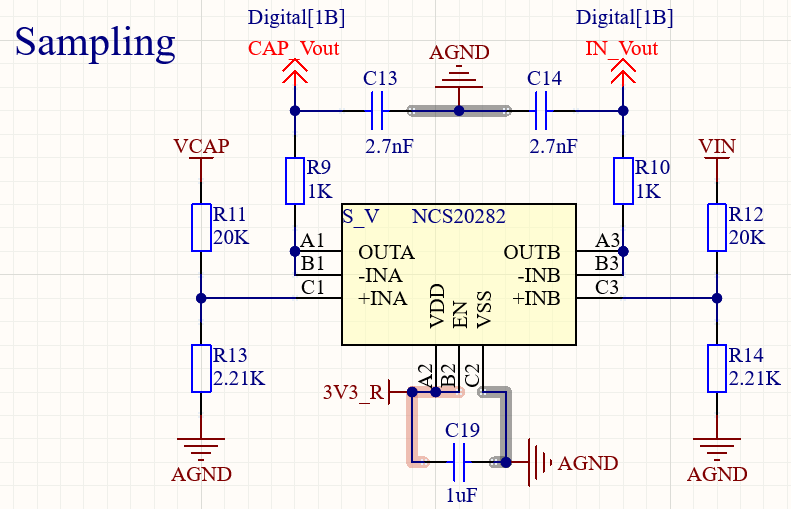 Digital[1B]
Digital[1B]
Sampling
CAP_Vout
AGND
IN_Vout
C13
C14
2.7nF
2.7nF
VCAP
VIN
R9
1K
R10
1K
R11
20K
S_V
NCS20282
R12
20K
A1
OUTA
OUTB
A3
B1
-INA
-INB
B3
C1
+INA
+INB
C3
VDD
EN
VSS
R13
2.21K
R14
2.21K
A2
B2
C2
3V3_R
C19
1uF
AGND
AGND
AGND